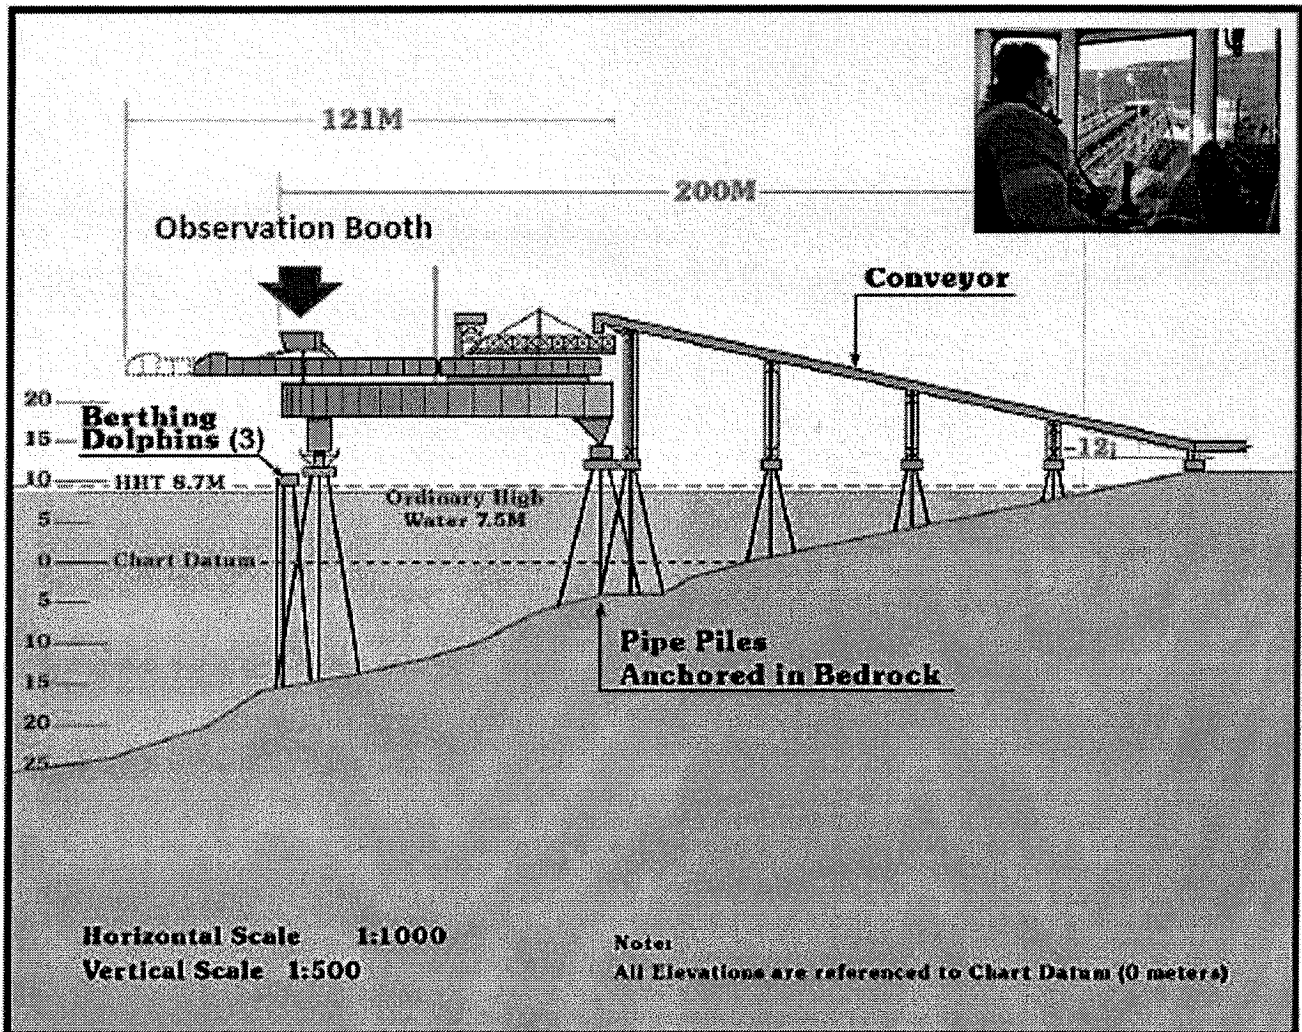 121M
200M
Observation Booth
Conveyor
20
Berthing
Dolphins (3)
15
10
HHT 8.7M
Ordinary High
Water 7.5M
5
0
Chart Datum
5
10
Pipe Piles
Anchored in Bedrock
15
20
25
Horizontal Scale 1:1000
Vertical Scale 1:500
Note:
All Elevations are referenced to Chart Datum (0 meters)